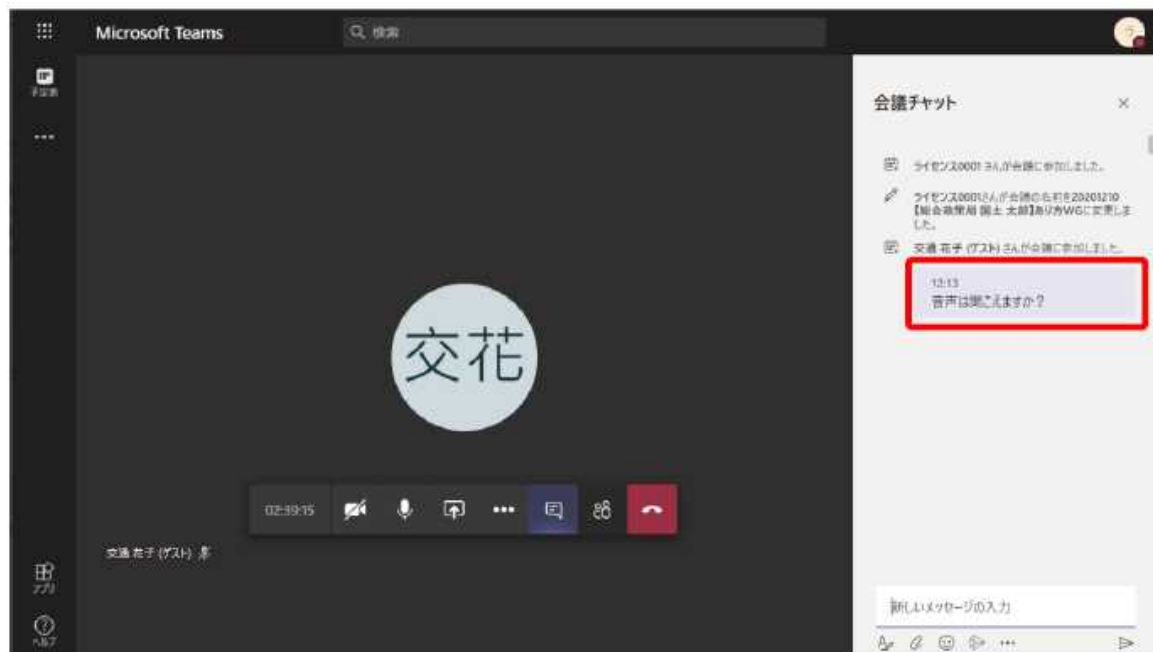 Microsoft Teams
検索
予定表
会議チャット
ライセンス0001 さんが会議に参加しました。
ライセンス0001さんが会議の名前を20201210
【総合政策局 国土 太郎】あり方WGに変更しま
した。
交通 花子 (ゲスト) さんが会議に参加しました。
12:13
音声は聞こえますか？
交花
02:39:15
交通 花子 (ゲスト)
アプリ
ヘルプ
新しいメッセージの入力